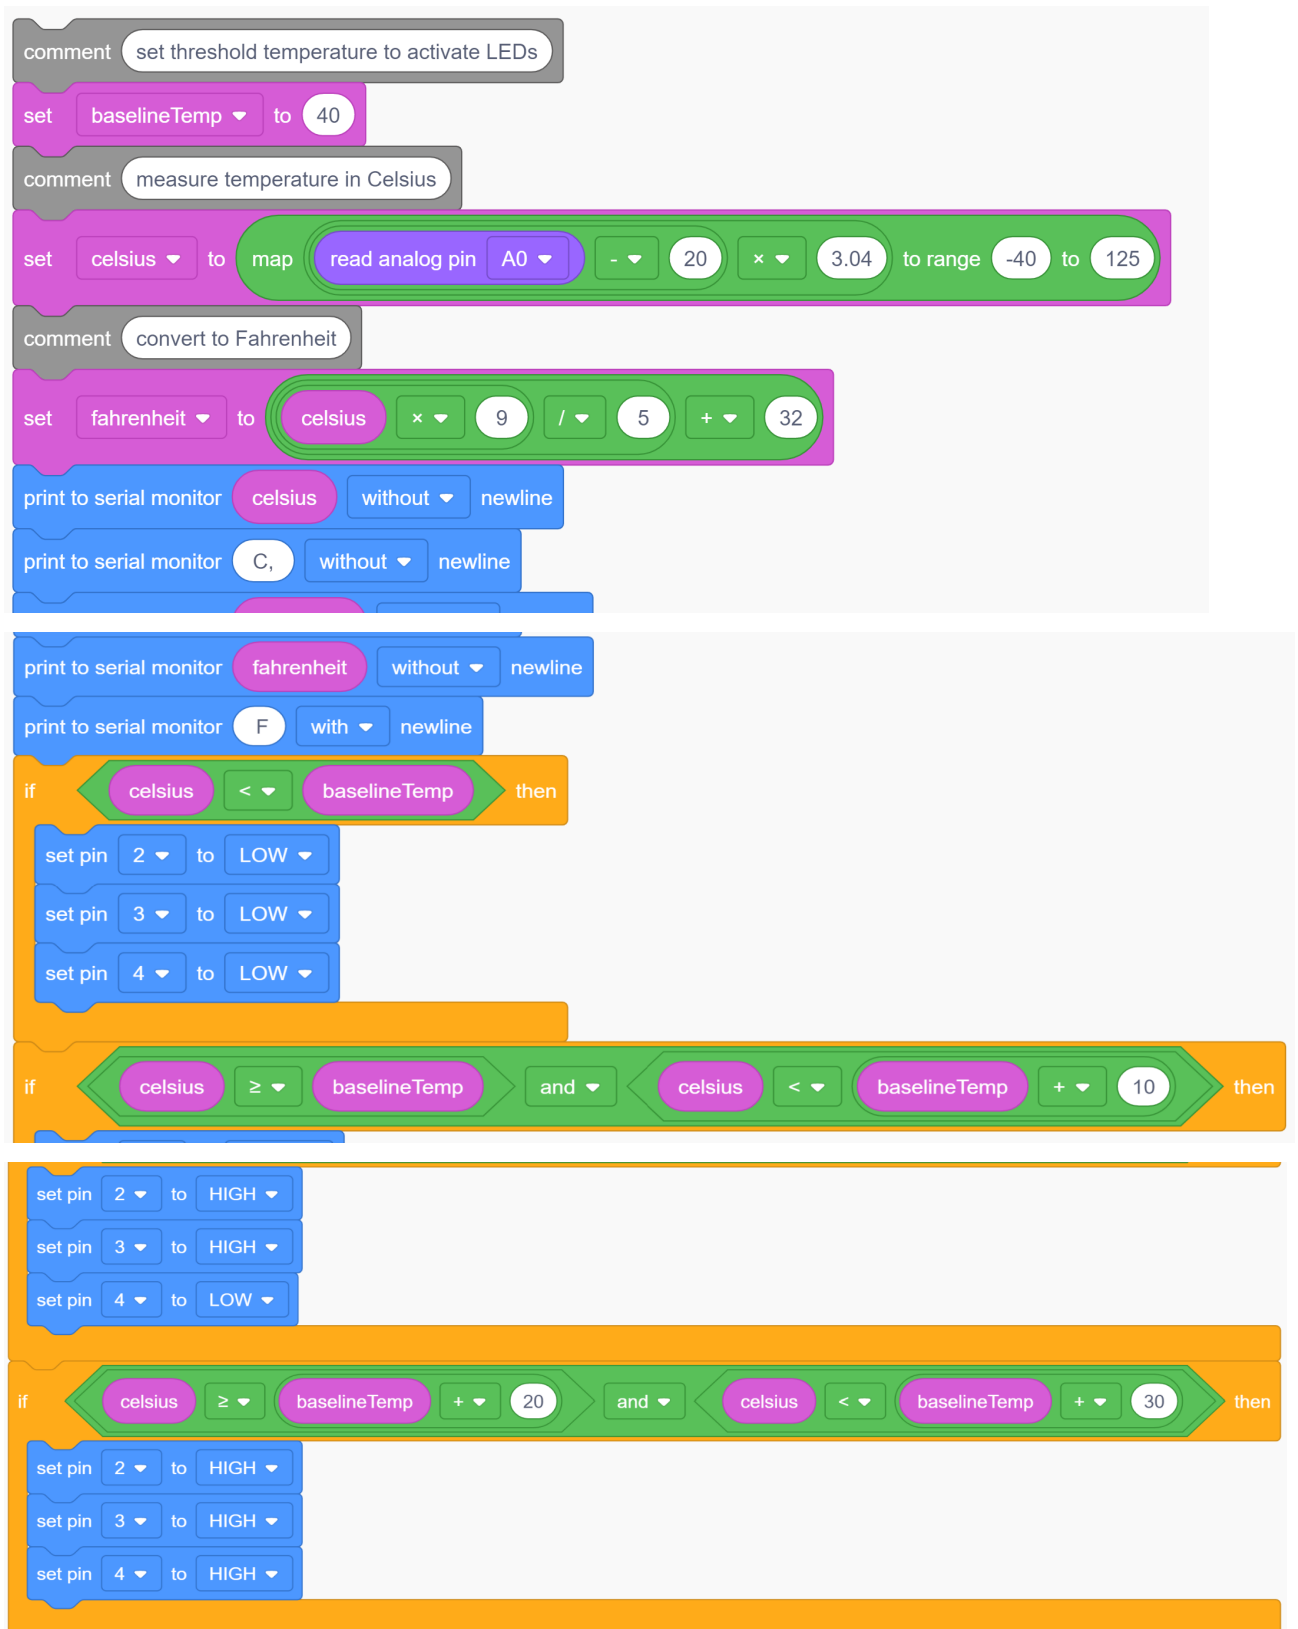 comment set threshold temperature to activate LEDs
set baselineTemp to 40
comment measure temperature in Celsius
set celsius to map read analog pin A0 - 20 × 3.04 to range -40 to 125
comment convert to Fahrenheit
set fahrenheit to celsius × 9 / 5 + 32
print to serial monitor celsius without newline
print to serial monitor C, without newline
print to serial monitor fahrenheit without newline
print to serial monitor F with newline
if celsius < baselineTemp then
set pin 2 to LOW
set pin 3 to LOW
set pin 4 to LOW
if celsius ≥ baselineTemp and celsius < baselineTemp + 10 then
set pin 2 to HIGH
set pin 3 to HIGH
set pin 4 to LOW
if celsius ≥ baselineTemp + 20 and celsius < baselineTemp + 30 then
set pin 2 to HIGH
set pin 3 to HIGH
set pin 4 to HIGH